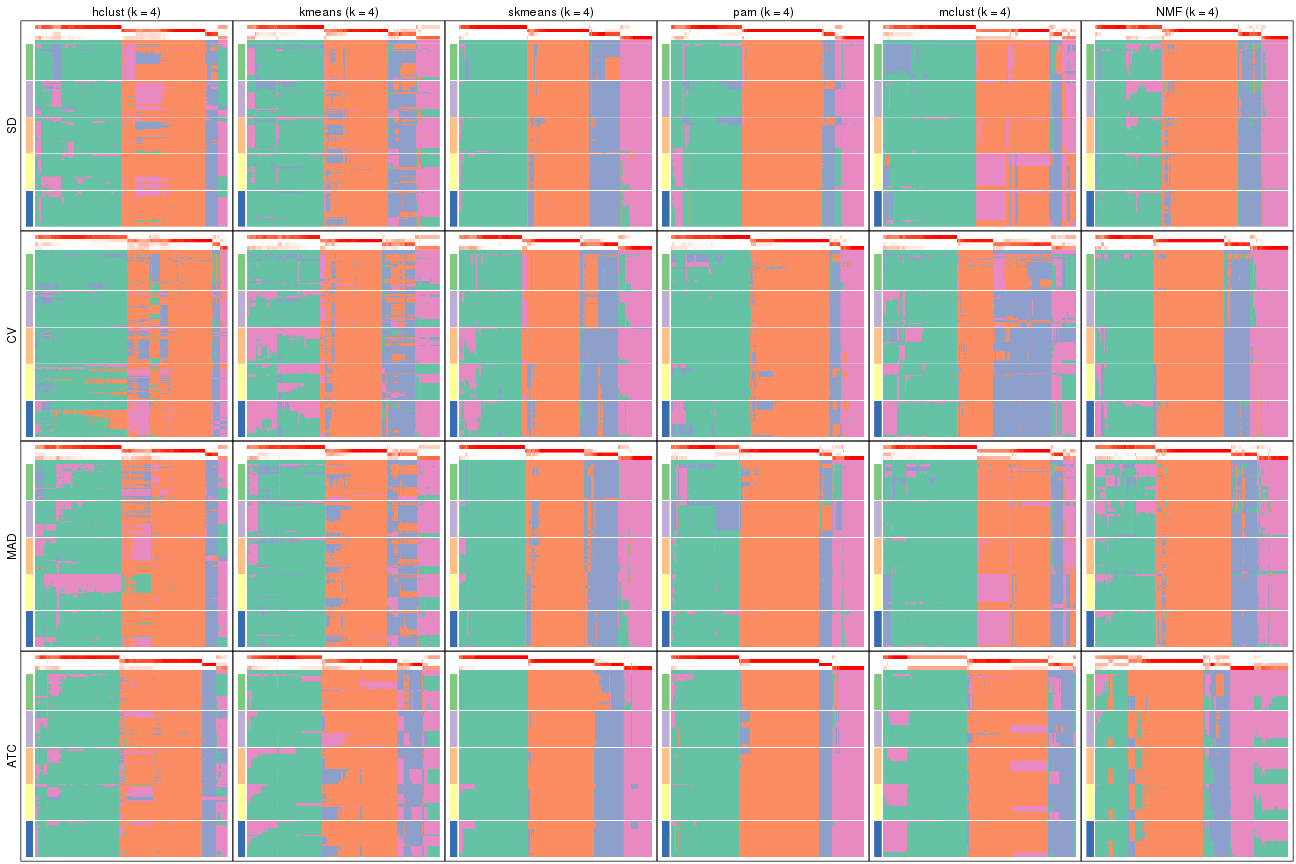 hclust (k = 4)
kmeans (k = 4)
skmeans (k = 4)
pam (k = 4)
mclust (k = 4)
NMF (k = 4)
SD
CV
MAD
ATC